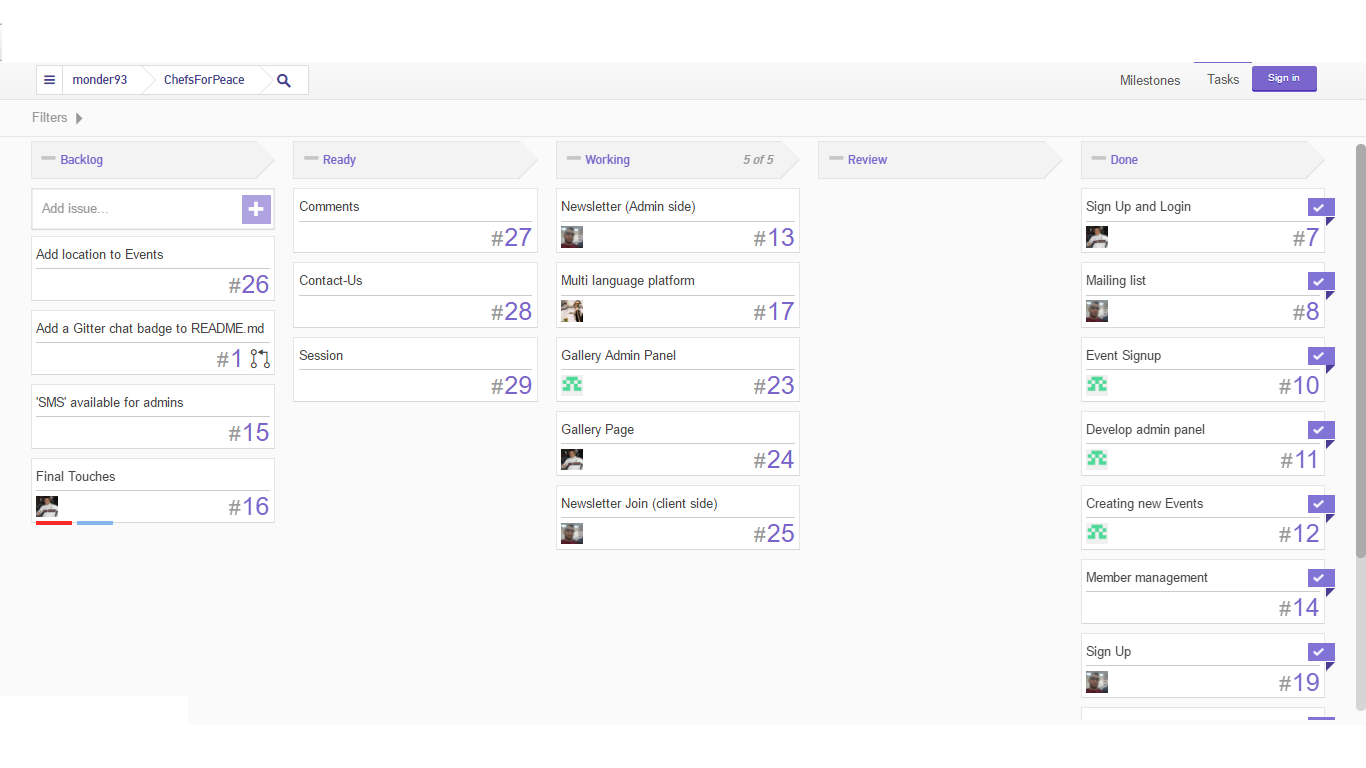 monder93
ChefsForPeace
Milestones
Tasks
Sign in
Filters
Backlog
Add issue...
Add location to Events
#26
Add a Gitter chat badge to README.md
#1
'SMS' available for admins
#15
Final Touches
#16
Ready
Comments
#27
Contact-Us
#28
Session
#29
Working
5 of 5
Newsletter (Admin side)
#13
Multi language platform
#17
Gallery Admin Panel
#23
Gallery Page
#24
Newsletter Join (client side)
#25
Review
Done
Sign Up and Login
#7
Mailing list
#8
Event Signup
#10
Develop admin panel
#11
Creating new Events
#12
Member management
#14
Sign Up
#19